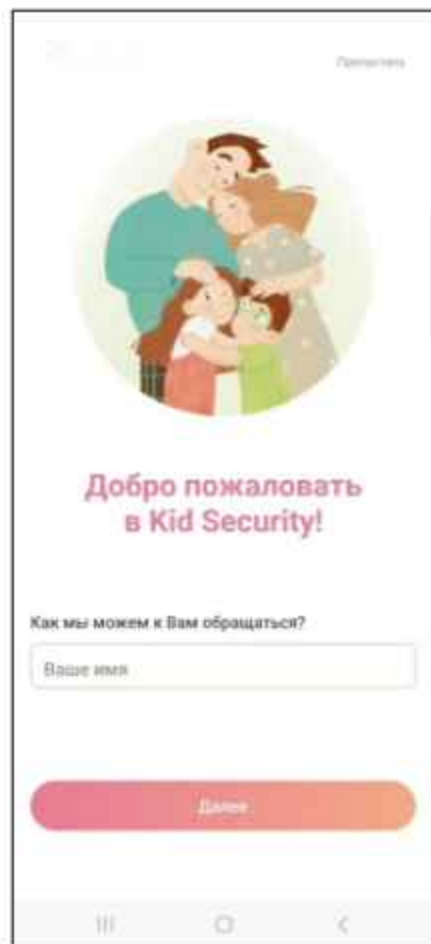 Пропустить
Добро пожаловать
в Kid Security!
Как мы можем к Вам обращаться?
Ваше имя
Далее